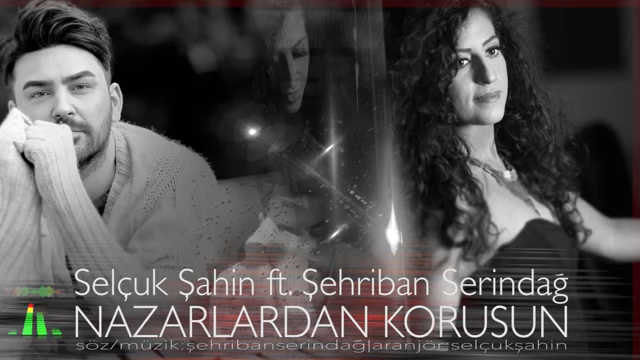 Selçuk Şahin ft. Şehriban Serindağ
NAZARLARDAN KORUSUN
söz/müzik:şehribanserindağ|aranjör:selçukşahin